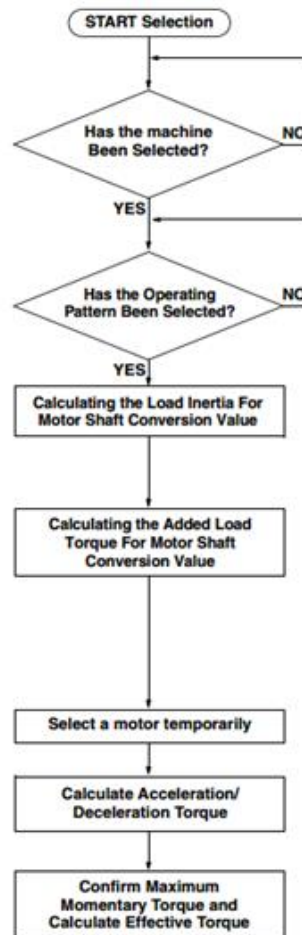 START Selection
Has the machine
Been Selected?
NO
YES
Has the Operating
Pattern Been Selected?
NO
YES
Calculating the Load Inertia For
Motor Shaft Conversion Value
Calculating the Added Load
Torque For Motor Shaft
Conversion Value
Select a motor temporarily
Calculate Acceleration/
Deceleration Torque
Confirm Maximum
Momentary Torque and
Calculate Effective Torque